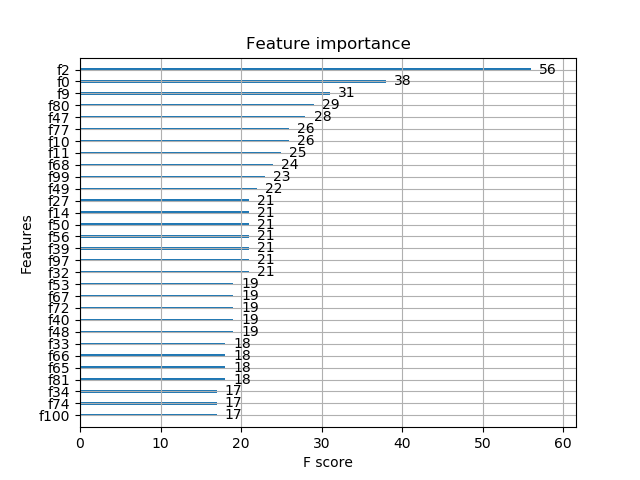 Feature importance
Features
f2 56
f0 38
f9 31
f80 29
f47 28
f77 26
f10 26
f11 25
f68 24
f99 23
f49 22
f27 21
f14 21
f50 21
f56 21
f39 21
f97 21
f32 21
f53 19
f67 19
f72 19
f40 19
f48 19
f33 18
f66 18
f65 18
f81 18
f34 17
f74 17
f100 17
0 10 20 30 40 50 60
F score